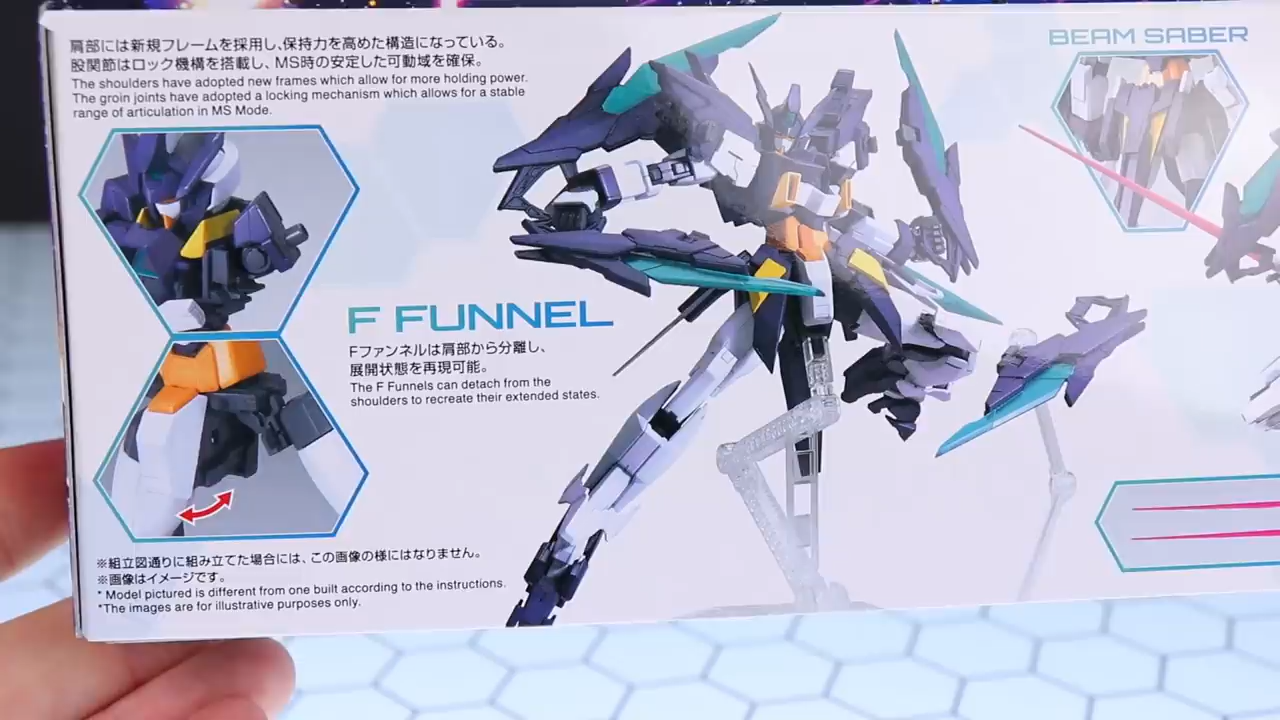 肩部には新規フレームを採用し、保持力を高めた構造になっている。
股関節はロック機構を搭載し、MS時の安定した可動域を確保。
The shoulders have adopted new frames which allow for more holding power.
The groin joints have adopted a locking mechanism which allows for a stable
range of articulation in MS Mode.
BEAM SABER
F FUNNEL
Fファンネルは肩部から分離し、
展開状態を再現可能。
The F Funnels can detach from the
shoulders to recreate their extended states.
※組立図通りに組み立てた場合には、この画像の様にはなりません。
※画像はイメージです。
* Model pictured is different from one built according to the instructions.
*The images are for illustrative purposes only.